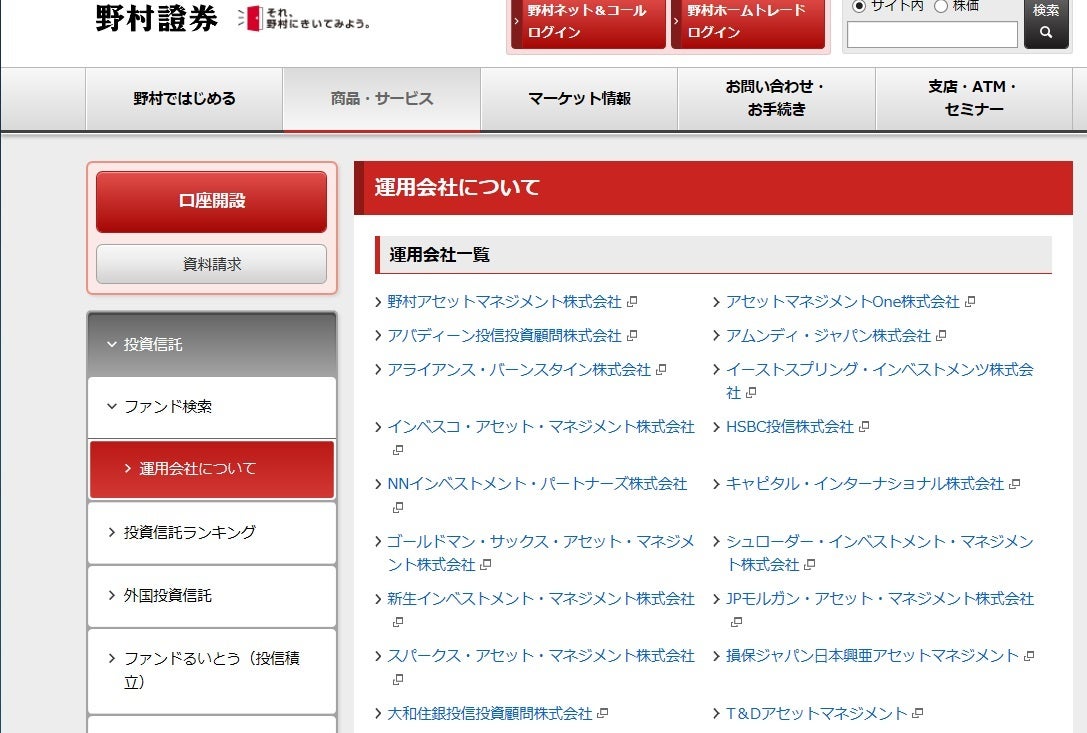 野村證券
それ、
野村にきいてみよう。
野村ネット＆コール
ログイン
野村ホームトレード
ログイン
サイト内
株価
検索
野村ではじめる
商品・サービス
マーケット情報
お問い合わせ・
お手続き
支店・ATM・
セミナー
口座開設
資料請求
投資信託
ファンド検索
運用会社について
投資信託ランキング
外国投資信託
ファンドるいとう（投信積
立）
運用会社について
運用会社一覧
野村アセットマネジメント株式会社
アセットマネジメントOne株式会社
アバディーン投信投資顧問株式会社
アムンディ・ジャパン株式会社
アライアンス・バーンスタイン株式会社
イーストスプリング・インベストメンツ株式会
社
インベスコ・アセット・マネジメント株式会社
HSBC投信株式会社
NNインベストメント・パートナーズ株式会社
キャピタル・インターナショナル株式会社
ゴールドマン・サックス・アセット・マネジメ
ント株式会社
シュローダー・インベストメント・マネジメン
ト株式会社
新生インベストメント・マネジメント株式会社
JPモルガン・アセット・マネジメント株式会社
スパークス・アセット・マネジメント株式会社
損保ジャパン日本興亜アセットマネジメント
大和住銀投信投資顧問株式会社
T＆Dアセットマネジメント